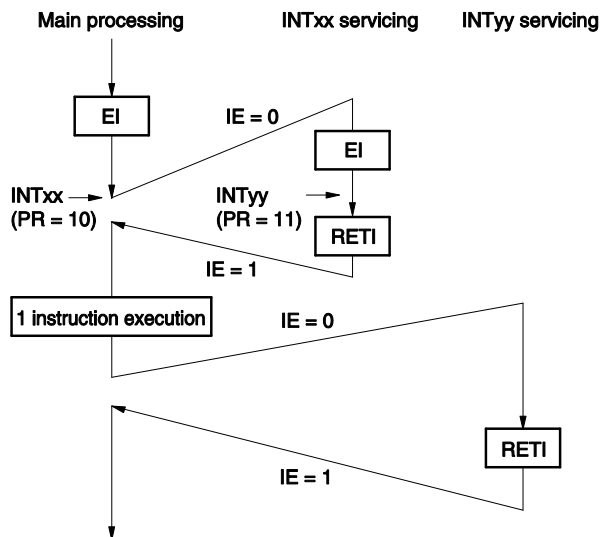 Main processing
INTxx servicing
INTyy servicing
EI
IE = 0
EI
INTxx
(PR = 10)
INTyy
(PR = 11)
RETI
IE = 1
1 instruction execution
IE = 0
RETI
IE = 1